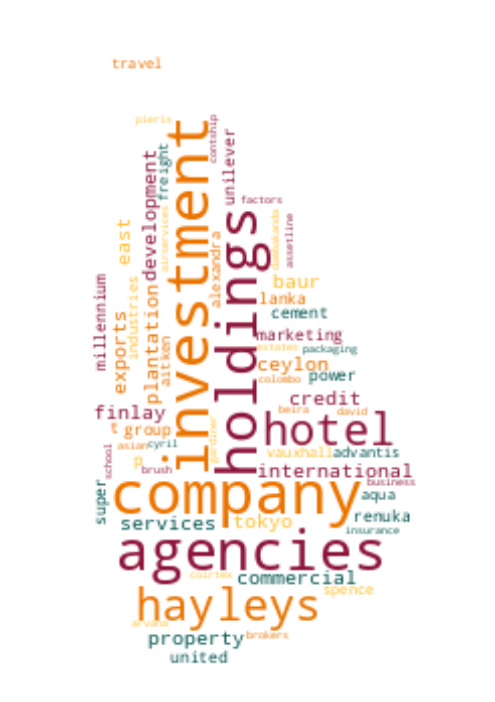 travel
pieris
contship
investment
unilever
freight
development
factors
holdings
dambokanda
assetline
airservices
east
alexandra
baur
millennium
industries
plantation
lanka
cement
exports
aitken
marketing
estates
packaging
ceylon
colombo
power
credit
finlay
beira
david
t
group
hotel
gardiner
asian
cyril
school
vauxhall
advantis
p
brush
international
super
company
business
aqua
services
tokyo
renuka
insurance
agencies
coirtex
commercial
spence
hayleys
arvana
property
brokers
united